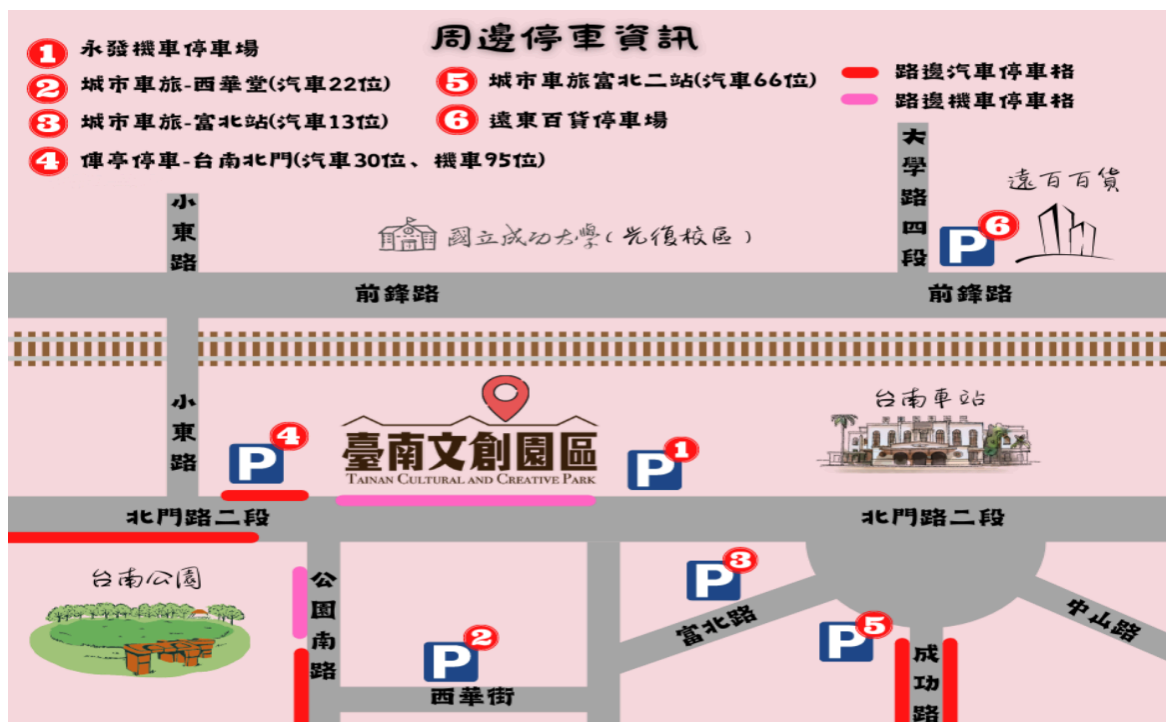 周邊停車資訊
1 永發機車停車場
2 城市車旅-西華堂(汽車22位)
3 城市車旅-富北站(汽車13位)
4 俥亭停車-台南北門(汽車30位、機車95位)
5 城市車旅富北二站(汽車66位)
6 遠東百貨停車場
路邊汽車停車格
路邊機車停車格
小東路
國立成功大學(光復校區)
大學路四段
遠百百貨
P 6
前鋒路
前鋒路
小東路
P 4
臺南文創園區
TAINAN CULTURAL AND CREATIVE PARK
P 1
台南車站
北門路二段
北門路二段
台南公園
公園南路
P 2
西華街
P 3
富北路
P 5
成功路
中山路